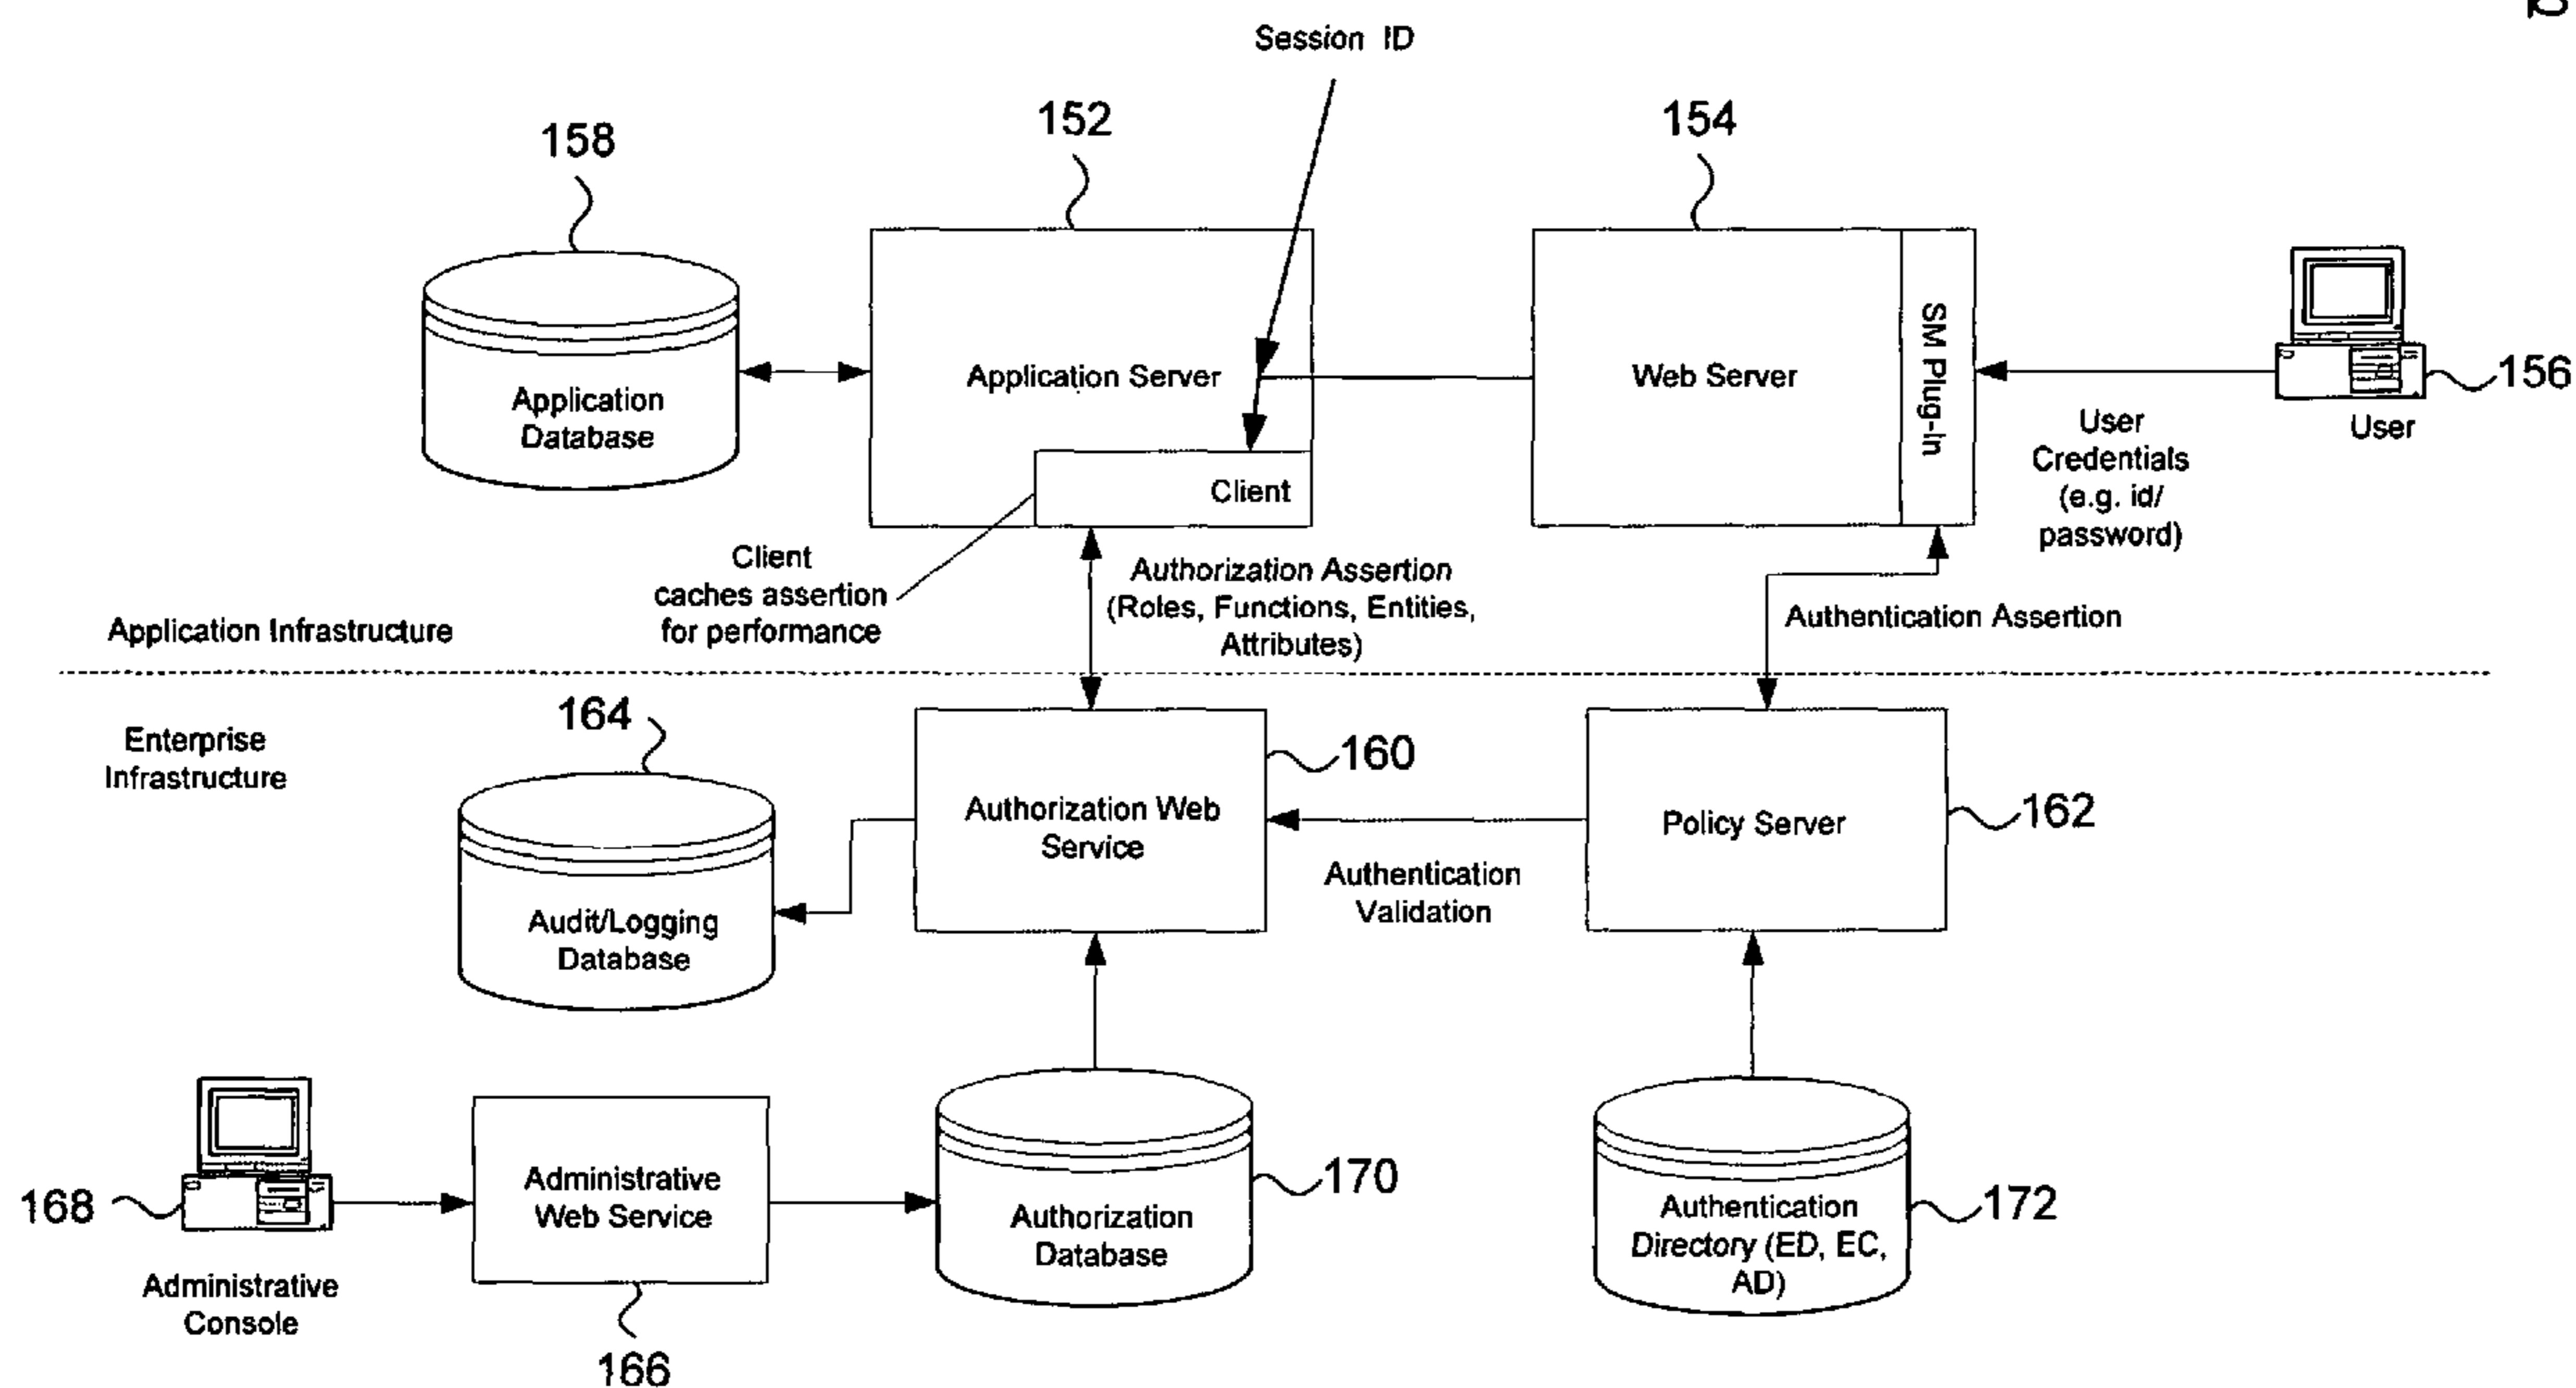 Session ID
158
152
154
Application
Database
Application Server
Client
Web Server
SM Plug-In
User
Credentials
(e.g. id/
password)
User
156
Client
caches assertion
for performance
Authorization Assertion
(Roles, Functions, Entities,
Attributes)
Authentication Assertion
Application Infrastructure
Enterprise
Infrastructure
164
Audit/Logging
Database
Authorization Web
Service
160
Authentication
Validation
Policy Server
162
168
Administrative
Console
Administrative
Web Service
166
Authorization
Database
170
Authentication
Directory (ED, EC,
AD)
172